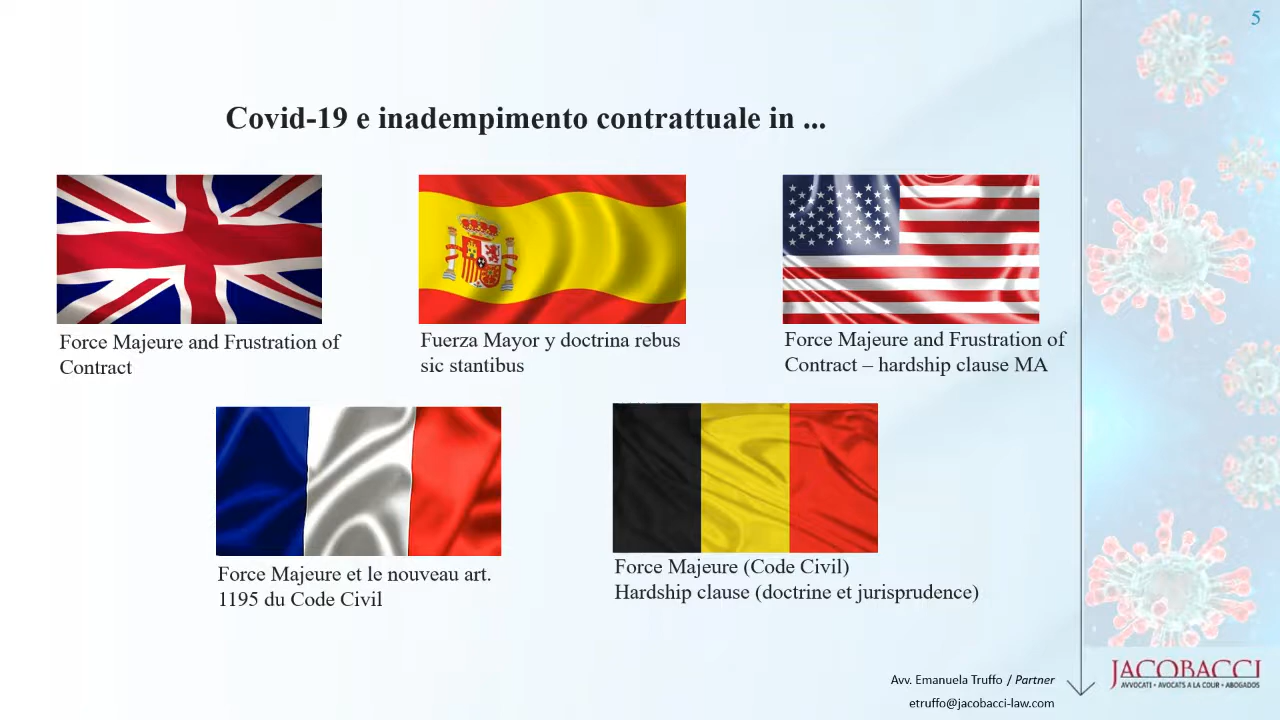 5
Covid-19 e inadempimento contrattuale in ...
Force Majeure and Frustration of
Contract
Fuerza Mayor y doctrina rebus
sic stantibus
Force Majeure and Frustration of
Contract – hardship clause MA
Force Majeure et le nouveau art.
1195 du Code Civil
Force Majeure (Code Civil)
Hardship clause (doctrine et jurisprudence)
Avv. Emanuela Truffo / Partner
etruffo@jacobacci-law.com
JACOBACCI
AVVOCATI • AVOCATS A LA COUR • ABOGADOS